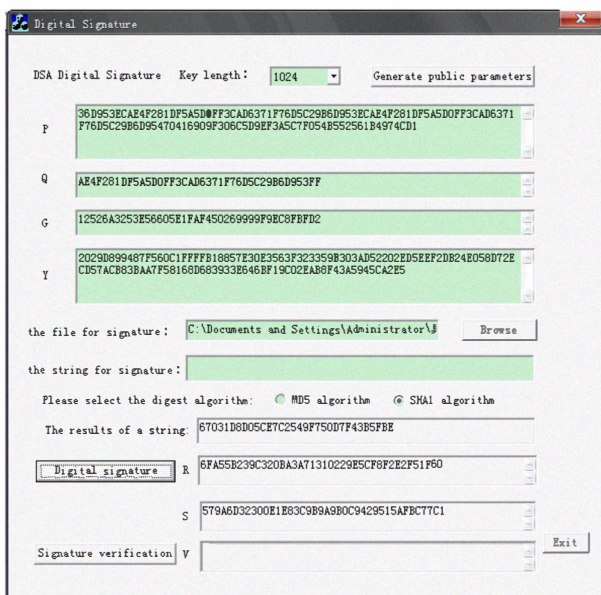 Digital Signature
DSA Digital Signature Key length: 1024 Generate public parameters
P
36D953ECAE4F281DF5A5D0FF3CAD6371F76D5C29B6D953ECAE4F281DF5A5D0FF3CAD6371
F76D5C29B6D95470416909F306C5D9EF3A5C7F054B552561B4974CD1
Q AE4F281DF5A5D0FF3CAD6371F76D5C29B6D953FF
G 12526A3253E56605E1FAF450269999F9EC8FBFD2
Y
2029D899487F560C1FFFFB18857E30E3563F323359B303AD52202ED5EEF2DB24E058D72E
CD57ACB83BAA7F58168D683933E646BF19C02EAB8F43A5945CA2E5
the file for signature: C:\Documents and Settings\Administrator\ Browse
the string for signature:
Please select the digest algorithm: MD5 algorithm SHA1 algorithm
The results of a string: 67031D8D05CE7C2549F750D7F43B5FBE
Digital signature R 6FA55B239C320BA3A71310229E5CF8F2E2F51F60
S 579A6D32300E1E83C9B9A9B0C9429515AFBC77C1
Signature verification V
Exit